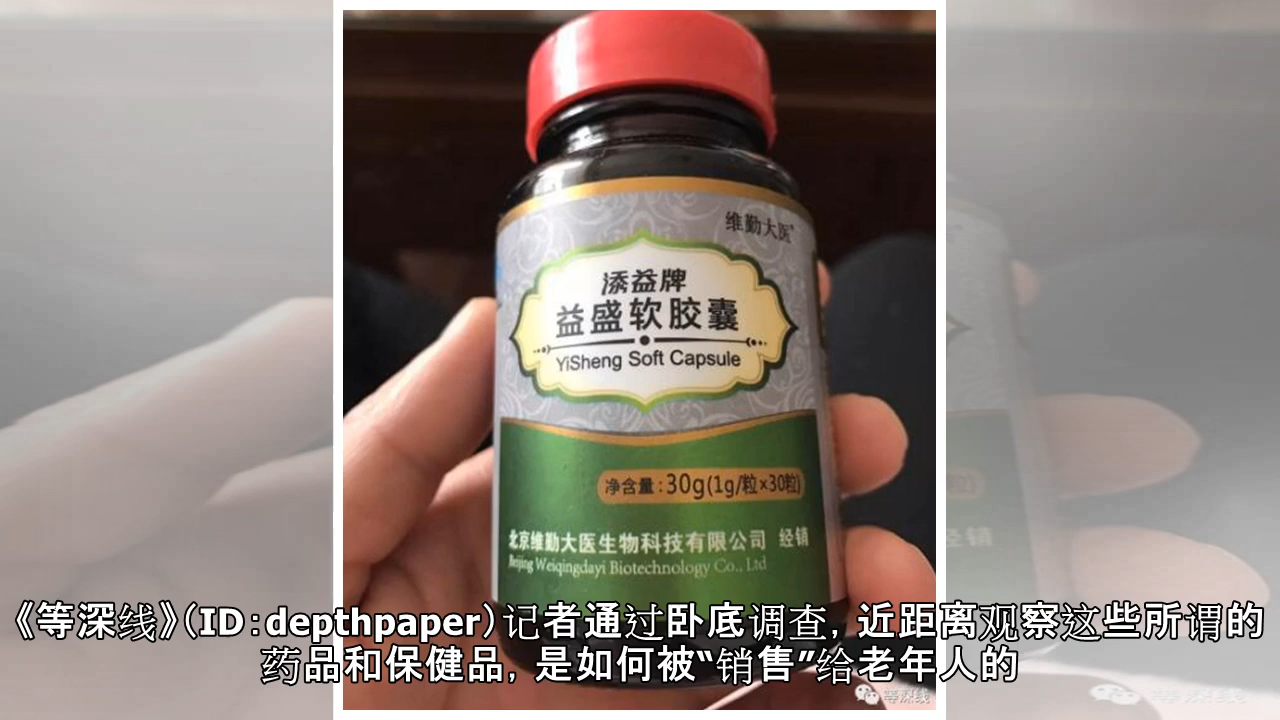 维勤大医®
添益牌
益盛软胶囊
YiSheng Soft Capsule
净含量:30g(1g/粒×30粒)
北京维勤大医生物科技有限公司 经销
Beijing Weiqingdayi Biotechnology Co., Ltd
《等深线》(ID:depthpaper)记者通过卧底调查,近距离观察这些所谓的
药品和保健品,是如何被“销售”给老年人的
等深线
等深线